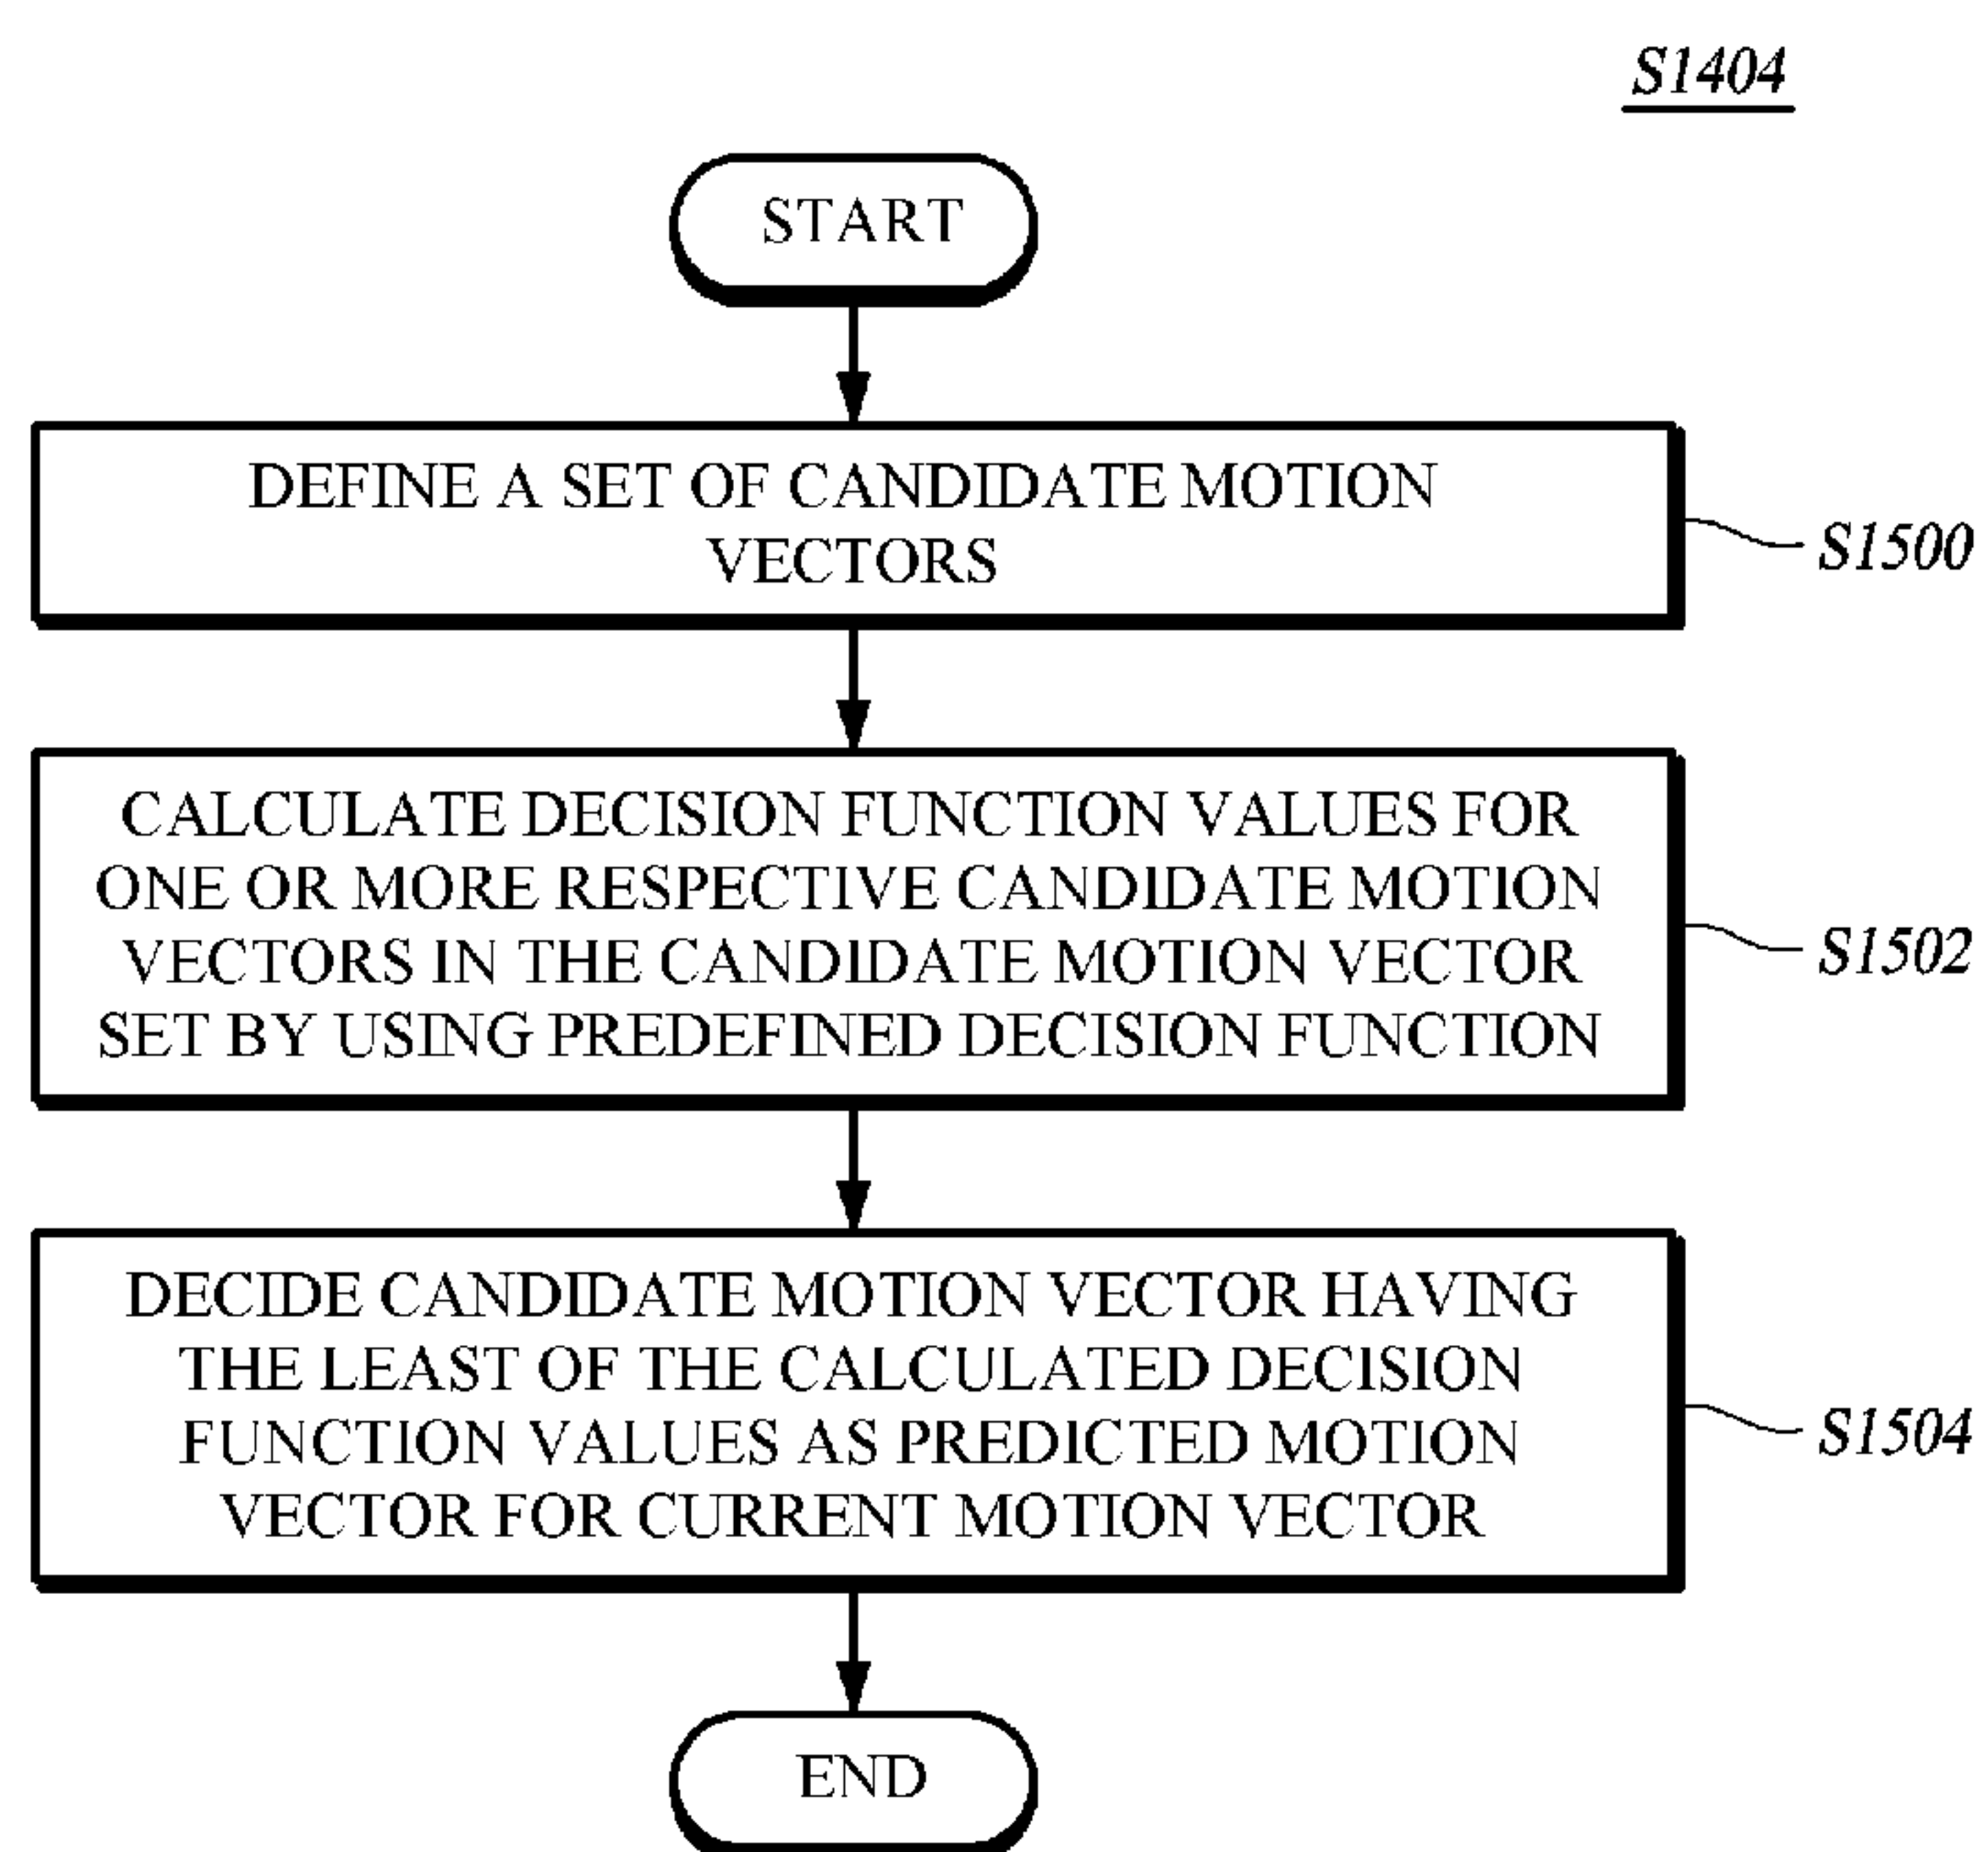 S1404
START
DEFINE A SET OF CANDIDATE MOTION
VECTORS
S1500
CALCULATE DECISION FUNCTION VALUES FOR
ONE OR MORE RESPECTIVE CANDIDATE MOTION
VECTORS IN THE CANDIDATE MOTION VECTOR
SET BY USING PREDEFINED DECISION FUNCTION
S1502
DECIDE CANDIDATE MOTION VECTOR HAVING
THE LEAST OF THE CALCULATED DECISION
FUNCTION VALUES AS PREDICTED MOTION
VECTOR FOR CURRENT MOTION VECTOR
S1504
END